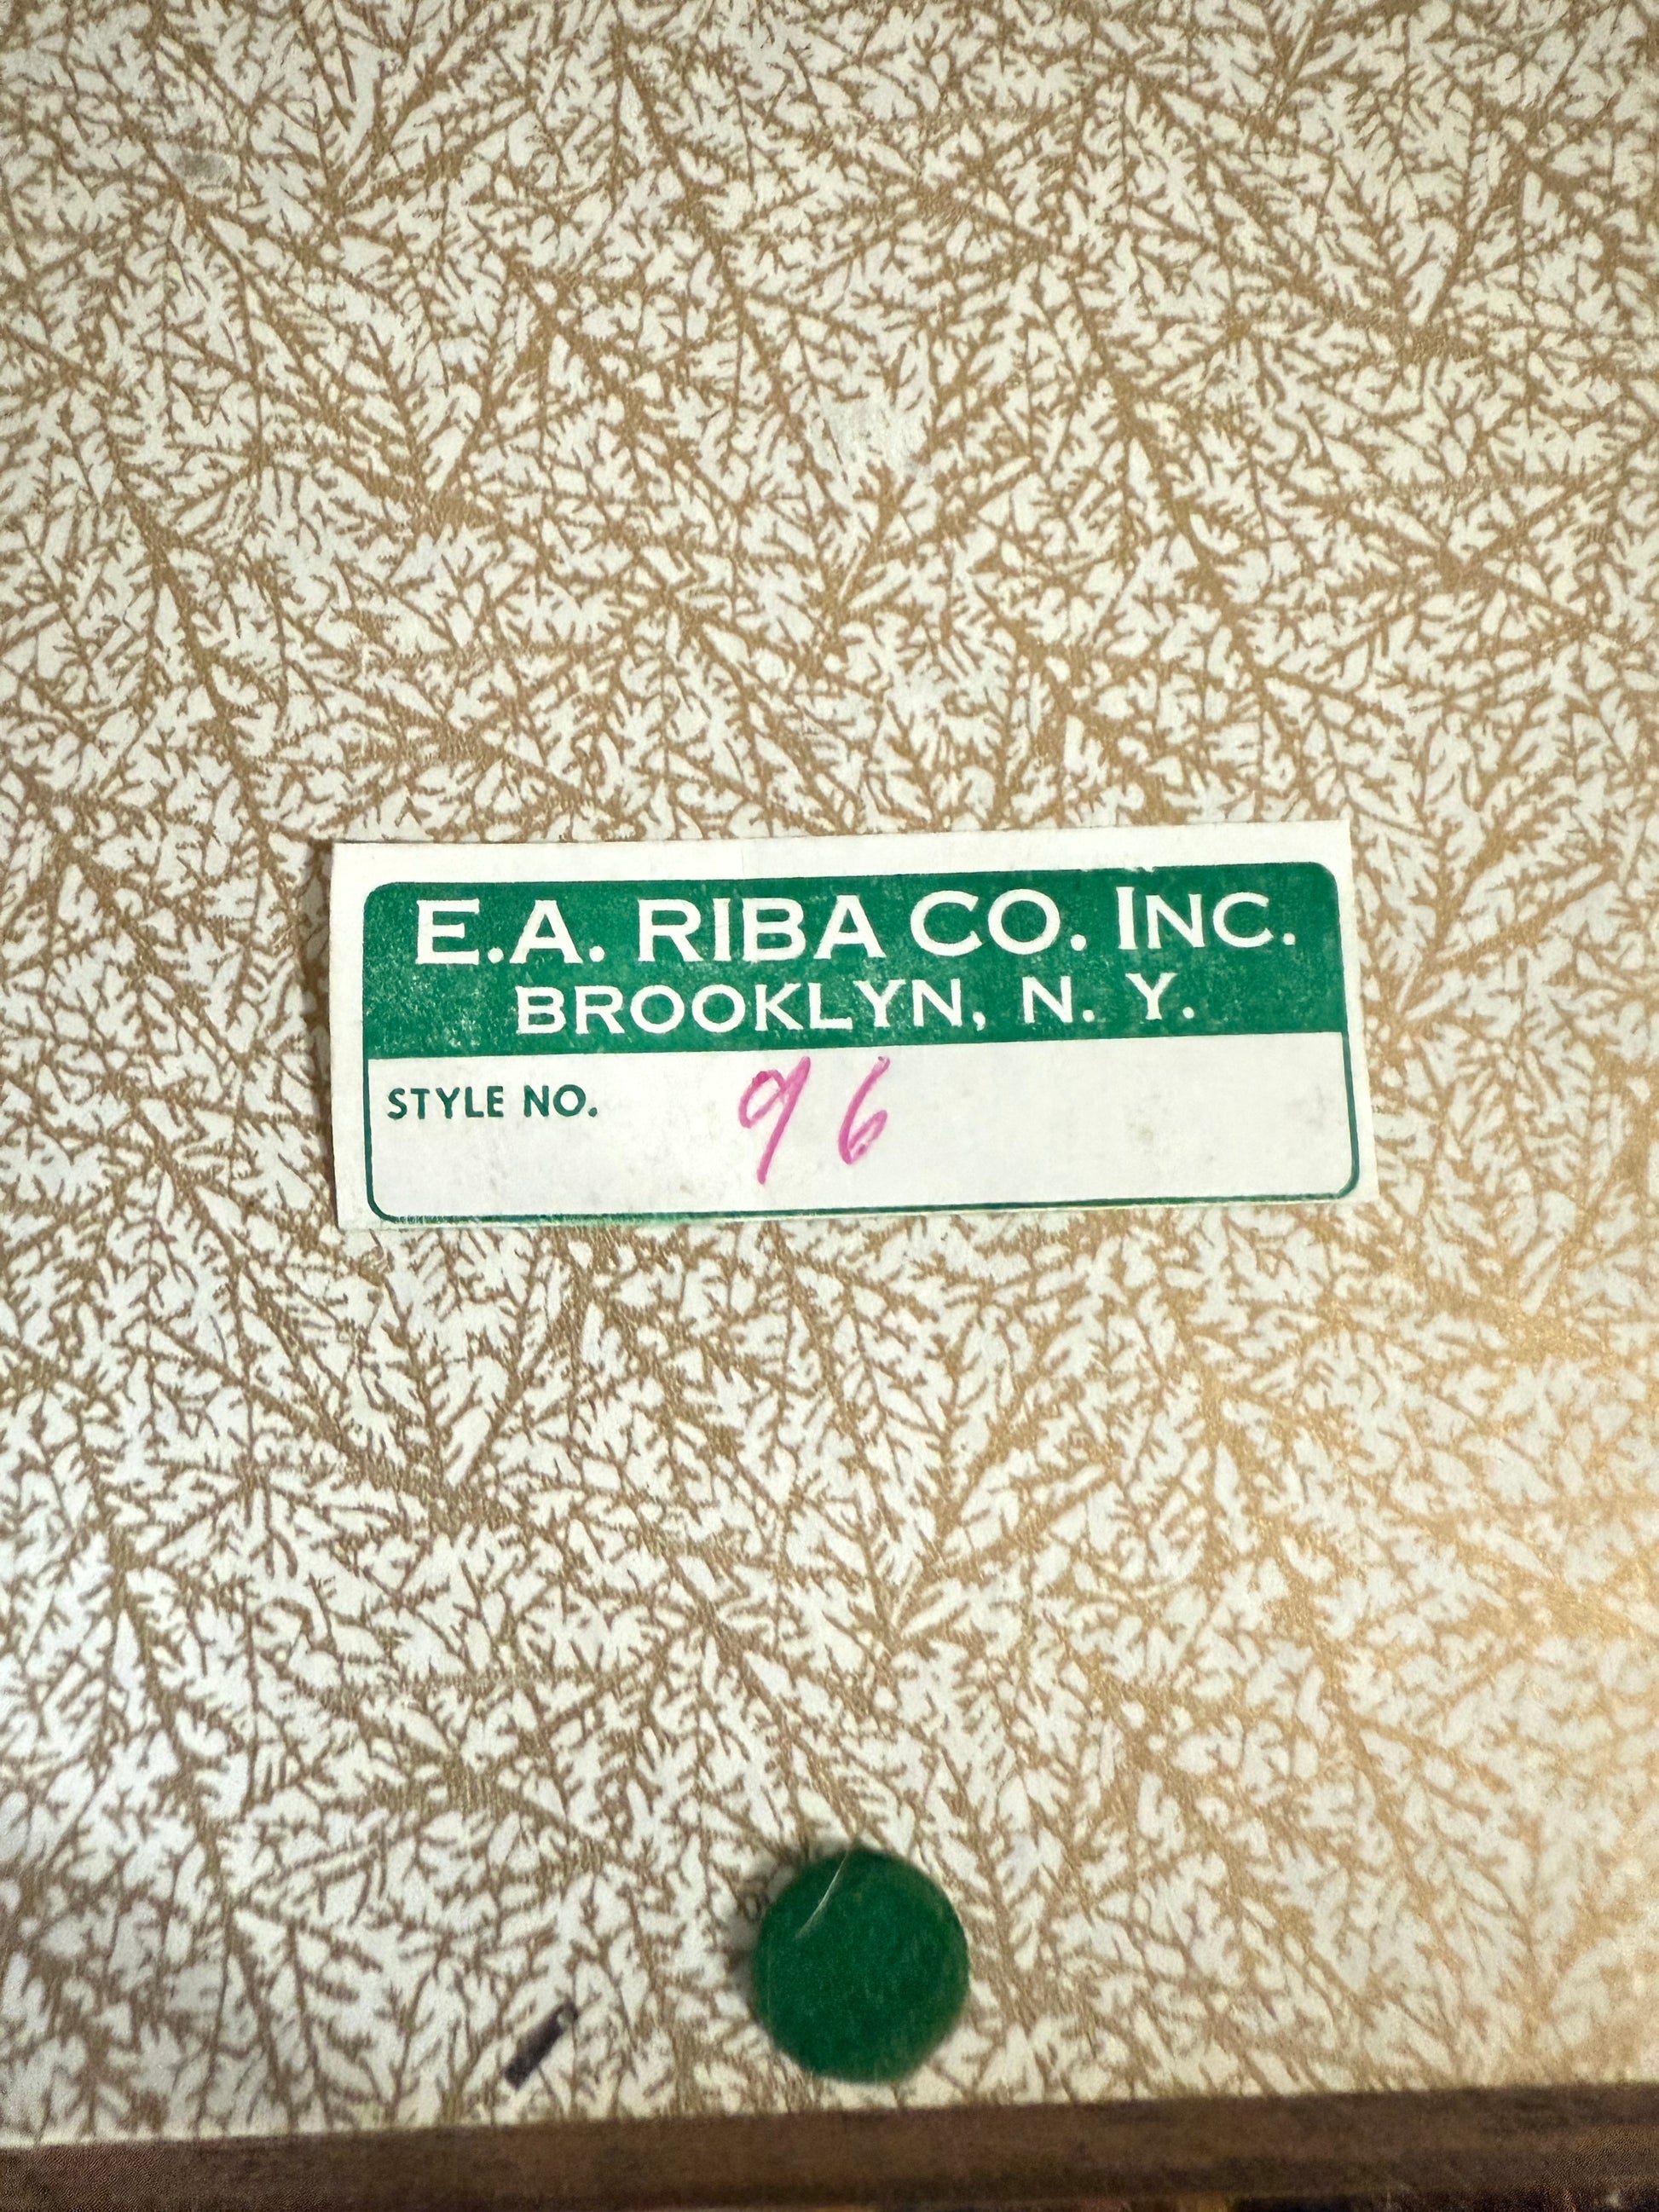 E.A. RIBA CO. INC.
BROOKLYN, N. Y.
STYLE NO. 96